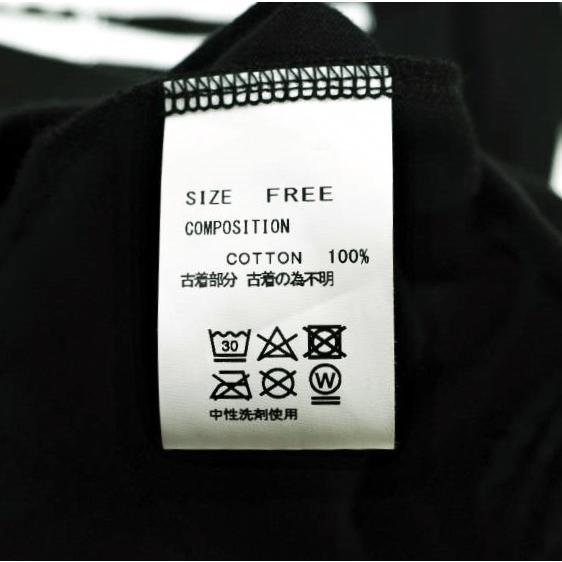 SIZE FREE
COMPOSITION
COTTON 100%
古着部分 古着の為不明
30
W
中性洗剤使用